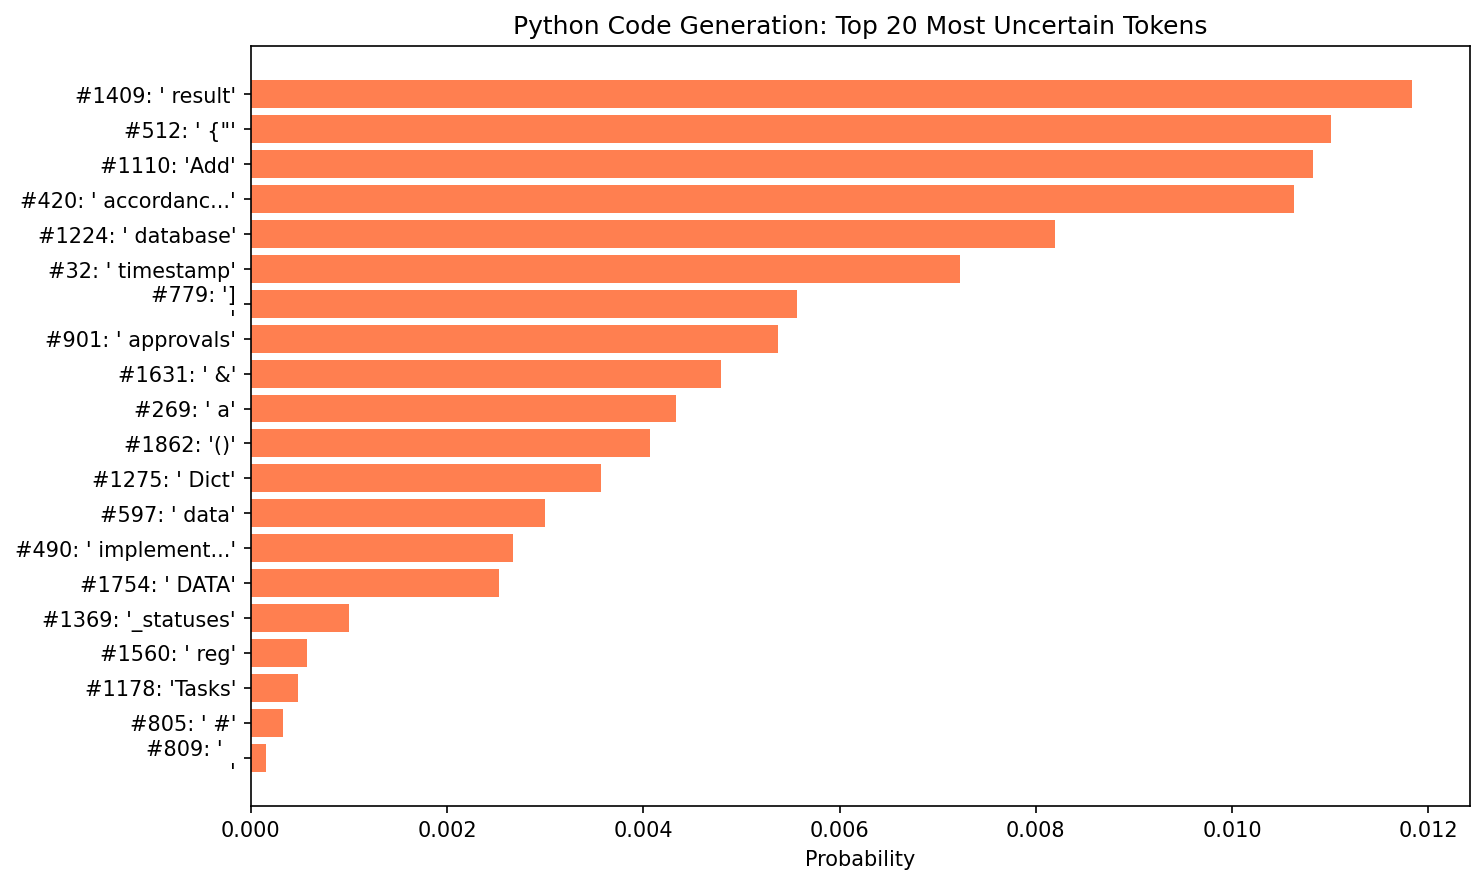 Python Code Generation: Top 20 Most Uncertain Tokens
#1409: ' result'
#512: ' {"'
#1110: 'Add'
#420: ' accordanc...'
#1224: ' database'
#32: ' timestamp'
#779: ']
'
#901: ' approvals'
#1631: ' &'
#269: ' a'
#1862: '()'
#1275: ' Dict'
#597: ' data'
#490: ' implement...'
#1754: ' DATA'
#1369: '_statuses'
#1560: ' reg'
#1178: 'Tasks'
#805: ' #'
#809: '
'
0.000 0.002 0.004 0.006 0.008 0.010 0.012
Probability